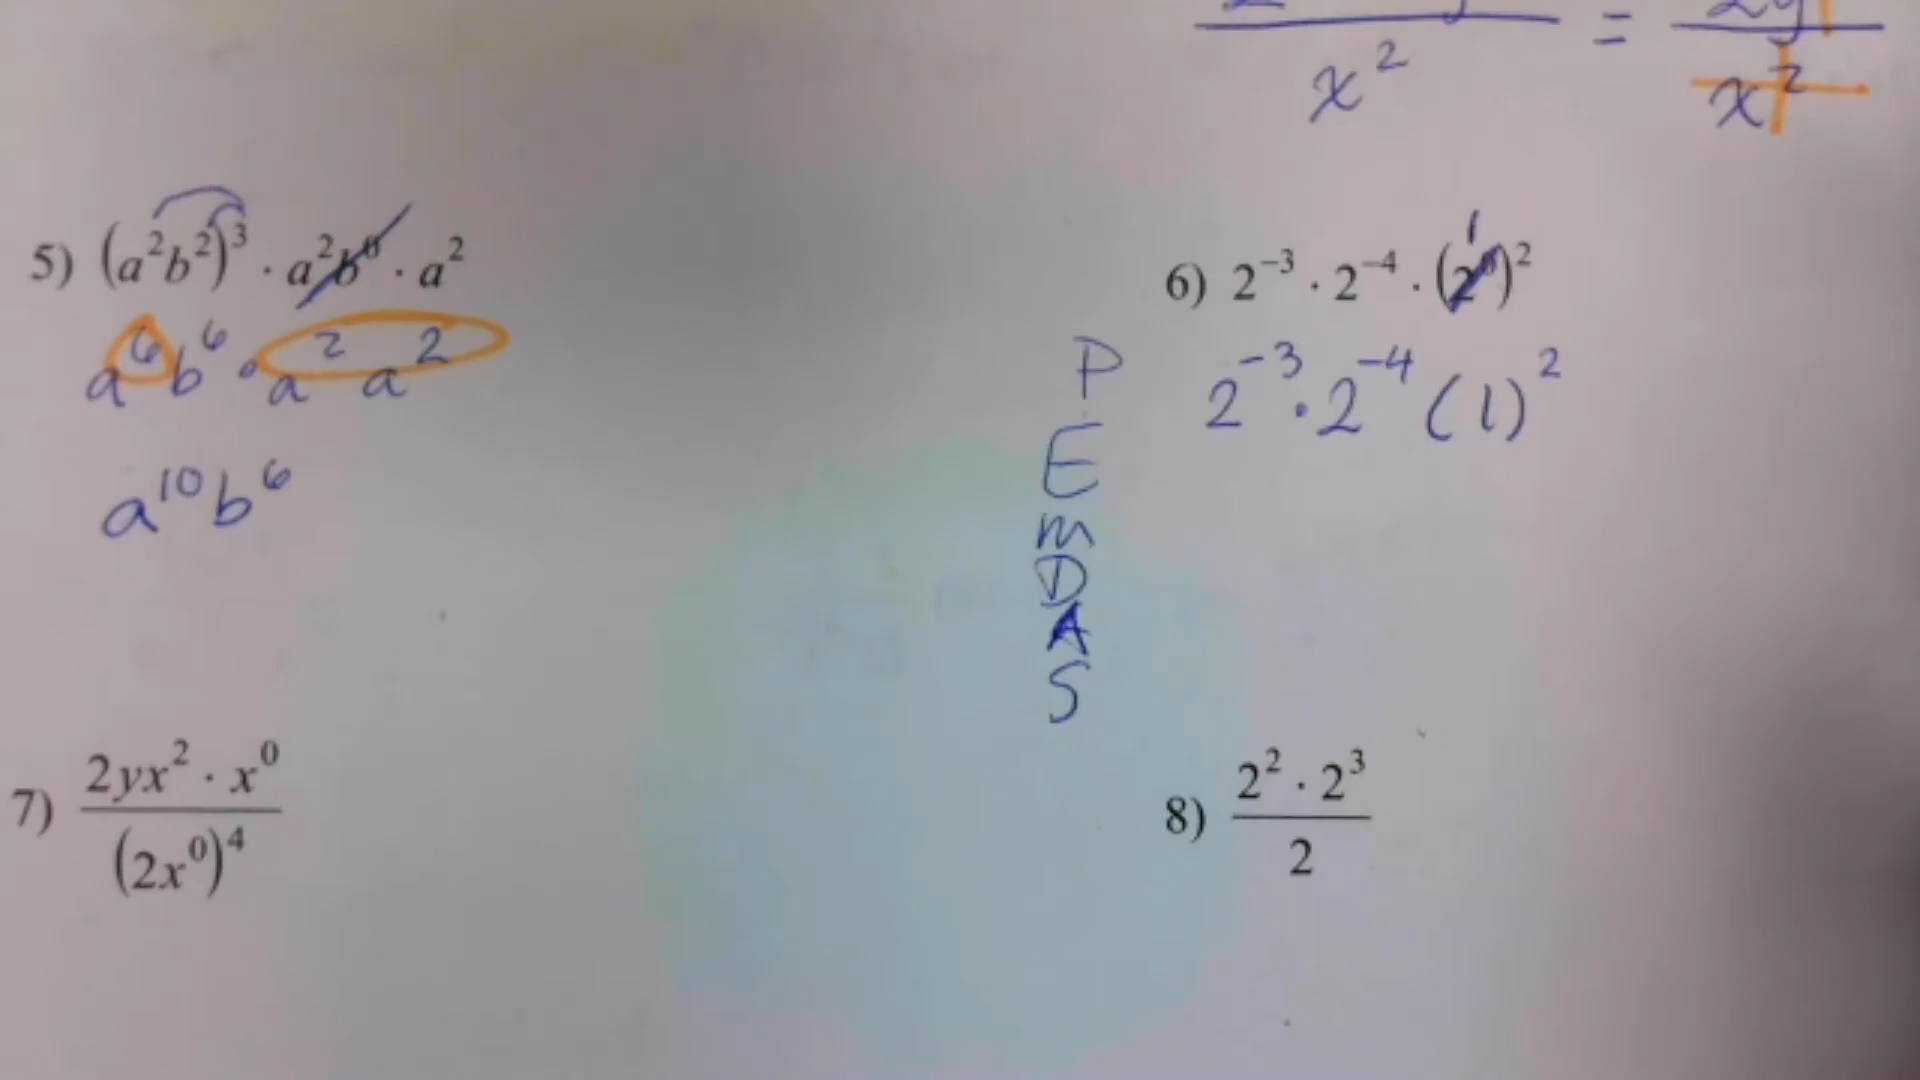 x² = x²
5) (a²b²)³ · a²b⁰ · a²
a⁶b⁶ · a² a²
a¹⁰b⁶
1
6) 2⁻³ · 2⁻⁴ · (2⁰)²
2⁻³ · 2⁻⁴ (1)²
P
E
M
D
A
S
7) 2yx² · x⁰
(2x⁰)⁴
8) 2² · 2³
2